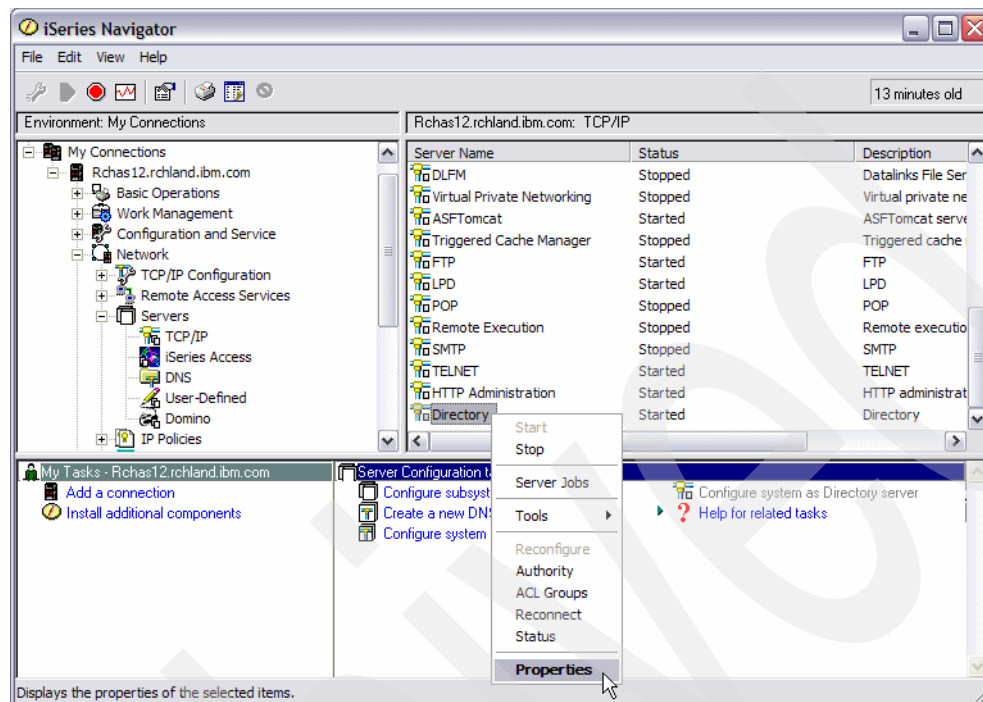 iSeries Navigator
File Edit View Help
13 minutes old
Environment: My Connections
Rchas12.rchland.ibm.com: TCP/IP
My Connections
Rchas12.rchland.ibm.com
Basic Operations
Work Management
Configuration and Service
Network
TCP/IP Configuration
Remote Access Services
Servers
TCP/IP
iSeries Access
DNS
User-Defined
Domino
IP Policies
Server Name Status Description
DLFM Stopped Datalinks File Ser
Virtual Private Networking Stopped Virtual private ne
ASFTomcat Started ASFTomcat serve
Triggered Cache Manager Stopped Triggered cache
FTP Started FTP
LPD Started LPD
POP Stopped POP
Remote Execution Stopped Remote executio
SMTP Stopped SMTP
TELNET Started TELNET
HTTP Administration Started HTTP administrat
Directory Started Directory
Start
Stop
Server Jobs
Tools
Reconfigure
Authority
ACL Groups
Reconnect
Status
Properties
My Tasks - Rchas12.rchland.ibm.com
Add a connection
Install additional components
Server Configuration t
Configure subsyst
Create a new DN
Configure system
Configure system as Directory server
Help for related tasks
Displays the properties of the selected items.